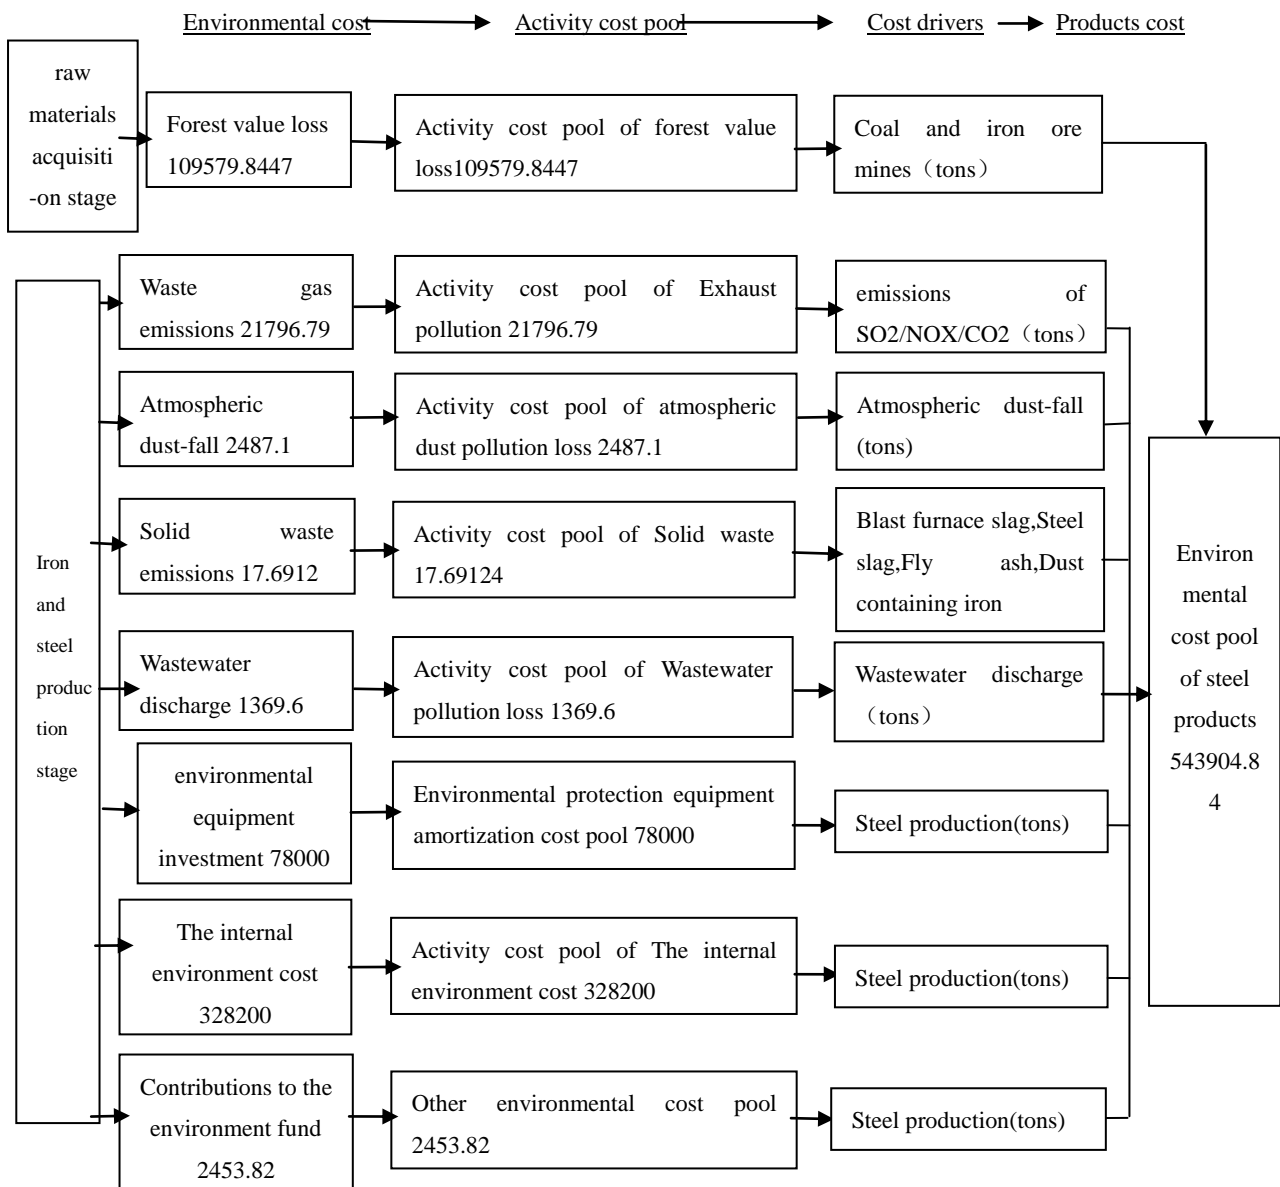 Environmental cost
Activity cost pool
Cost drivers
Products cost
raw
materials
acquisiti
-on stage
Forest value loss
109579.8447
Activity cost pool of forest value
loss109579.8447
Coal and iron ore
mines（tons）
Iron
and
steel
produc
tion
stage
Waste gas
emissions 21796.79
Activity cost pool of Exhaust
pollution 21796.79
emissions of
SO2/NOX/CO2（tons）
Atmospheric
dust-fall 2487.1
Activity cost pool of atmospheric
dust pollution loss 2487.1
Atmospheric dust-fall
(tons)
Solid waste
emissions 17.6912
Activity cost pool of Solid waste
17.69124
Blast furnace slag,Steel
slag,Fly ash,Dust
containing iron
Wastewater
discharge 1369.6
Activity cost pool of Wastewater
pollution loss 1369.6
Wastewater discharge
（tons）
environmental
equipment
investment 78000
Environmental protection equipment
amortization cost pool 78000
Steel production(tons)
The internal
environment cost
328200
Activity cost pool of The internal
environment cost 328200
Steel production(tons)
Contributions to the
environment fund
2453.82
Other environmental cost pool
2453.82
Steel production(tons)
Environ
mental
cost pool
of steel
products
543904.8
4